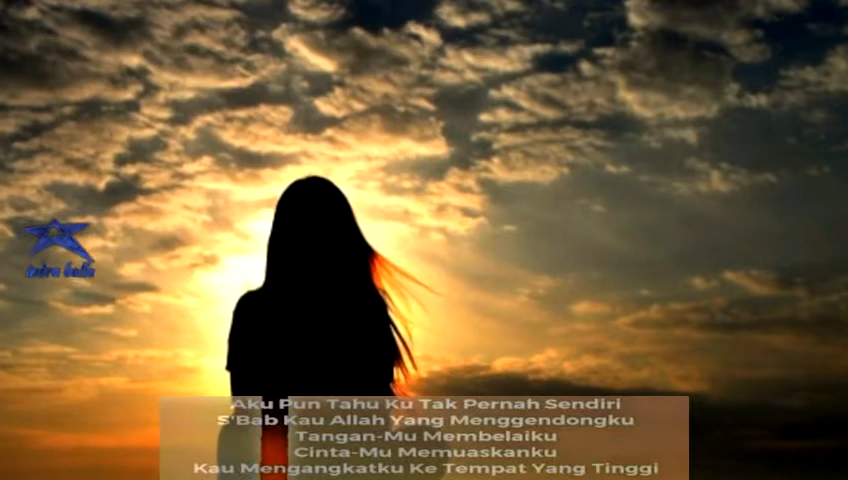 Aku Pun Tahu Ku Tak Pernah Sendiri
S'Bab Kau Allah Yang Menggendongku
Tangan-Mu Membelaiku
Cinta-Mu Memuaskanku
Kau Mengangkatku Ke Tempat Yang Tinggi